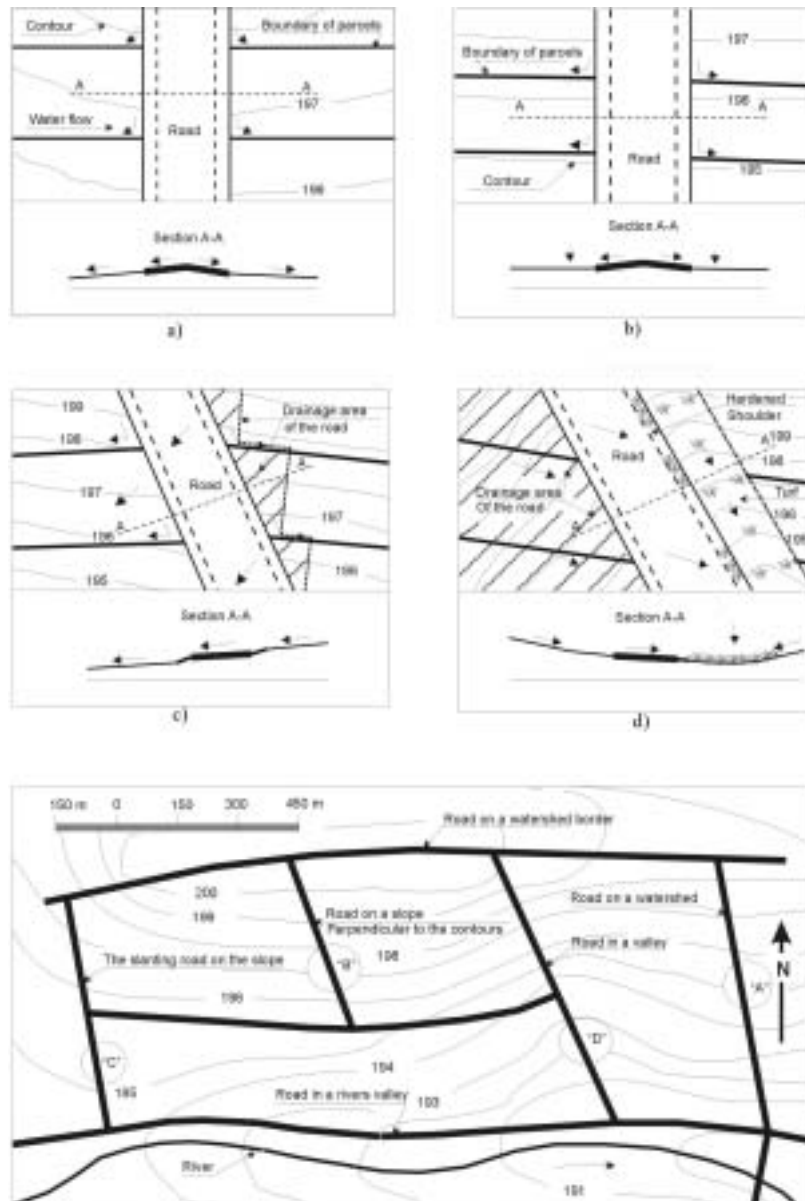 Contour
Boundary of parcels
A
A
197
Water flow
Road
196
Section A-A
a)
197
Boundary of parcels
196
A
A
Road
195
Contour
Section A-A
b)
199
198
Drainage area
of the road
A
197
Road
A
196
197
195
196
Section A-A
c)
Hardened
Shoulder
A
199
198
Road
Drainage area
Of the road
Turf
A
196
195
Section A-A
d)
150 m 0 150 300 450 m
Road on a watershed border
200
199
Road on a slope
Perpendicular to the contours
Road on a watershed
Road in a valley
The slanting road on the slope
"B"
198
N
"A"
196
"C"
"D"
194
195
Road in a rivers valley
193
River
191